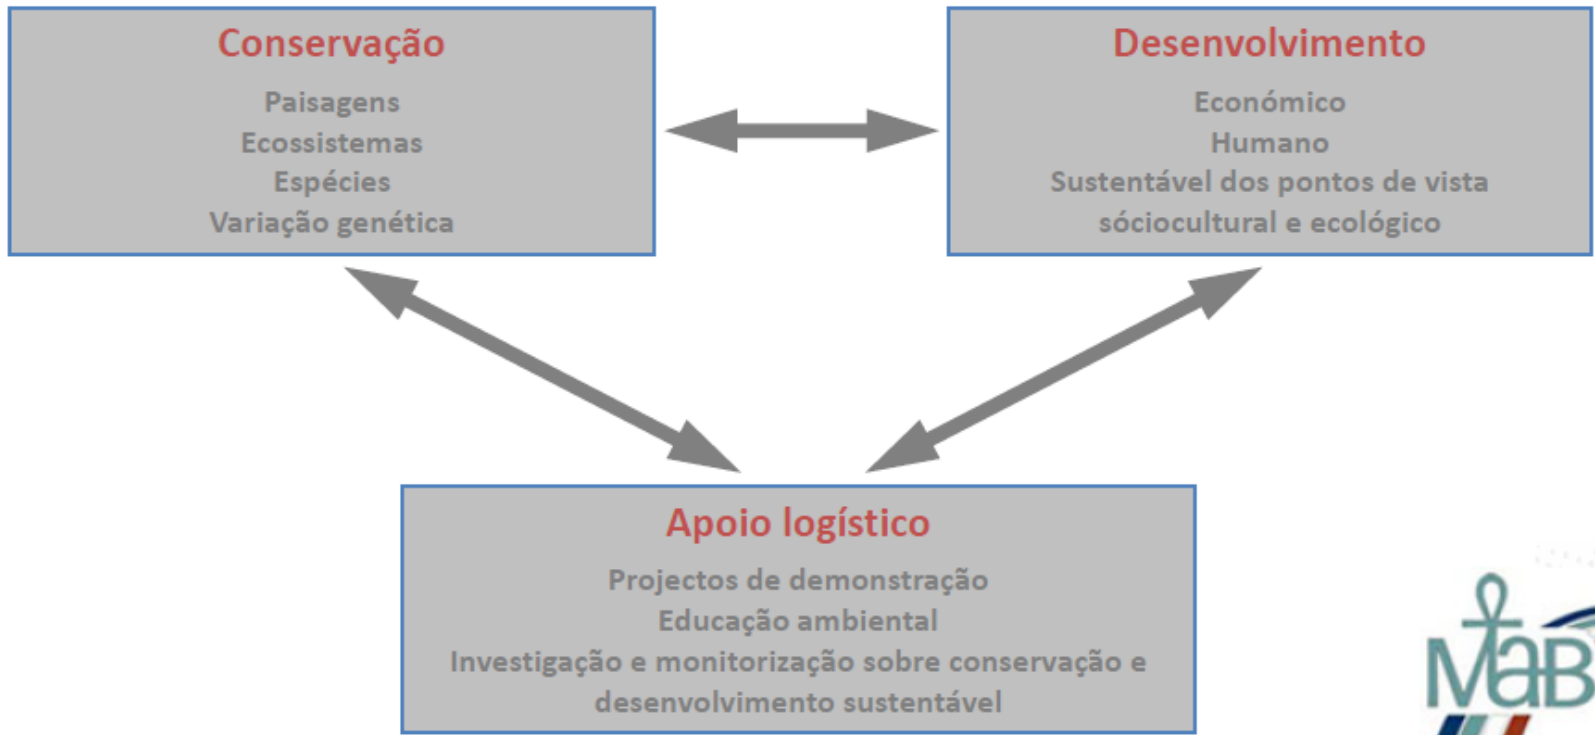 Conservação
Paisagens
Ecossistemas
Espécies
Variação genética
Desenvolvimento
Económico
Humano
Sustentável dos pontos de vista
sóciocultural e ecológico
Apoio logístico
Projectos de demonstração
Educação ambiental
Investigação e monitorização sobre conservação e
desenvolvimento sustentável
MaB